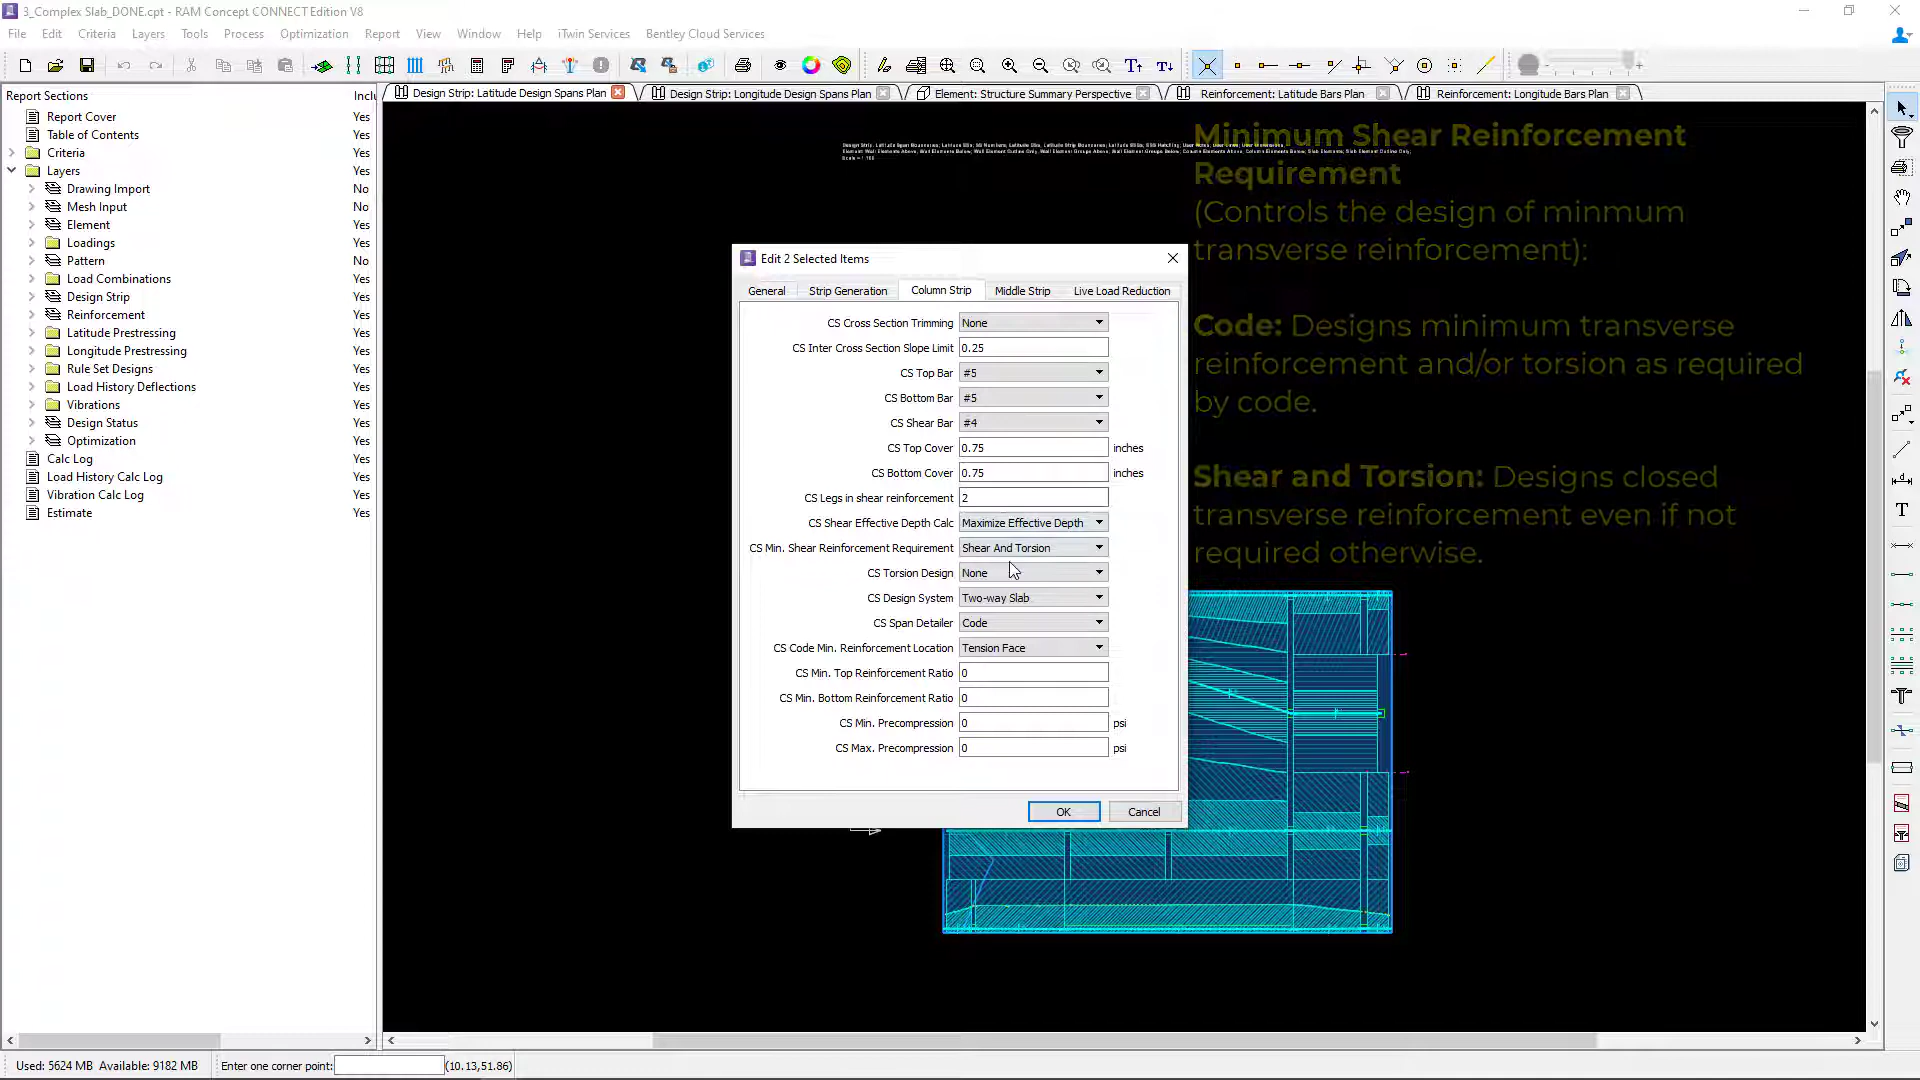 3_Complex Slab_DONE.cpt - RAM Concept CONNECT Edition V8
File Edit Criteria Layers Tools Process Optimization Report View Window Help iTwin Services Bentley Cloud Services
Report Sections Inclu
Design Strip: Latitude Design Spans Plan
Design Strip: Longitude Design Spans Plan
Element: Structure Summary Perspective
Reinforcement: Latitude Bars Plan
Reinforcement: Longitude Bars Plan
Report Cover Yes
Table of Contents Yes
Criteria Yes
Layers Yes
Drawing Import No
Mesh Input No
Element Yes
Loadings Yes
Pattern No
Load Combinations Yes
Design Strip Yes
Reinforcement Yes
Latitude Prestressing Yes
Longitude Prestressing Yes
Rule Set Designs Yes
Load History Deflections Yes
Vibrations Yes
Design Status Yes
Optimization Yes
Calc Log Yes
Load History Calc Log Yes
Vibration Calc Log Yes
Estimate Yes
Minimum Shear Reinforcement
Requirement
(Controls the design of minmum
transverse reinforcement):
Code: Designs minimum transverse
reinforcement and/or torsion as required
by code.
Shear and Torsion: Designs closed
transverse reinforcement even if not
required otherwise.
Edit 2 Selected Items
General Strip Generation Column Strip Middle Strip Live Load Reduction
CS Cross Section Trimming None
CS Inter Cross Section Slope Limit 0.25
CS Top Bar #5
CS Bottom Bar #5
CS Shear Bar #4
CS Top Cover 0.75 inches
CS Bottom Cover 0.75 inches
CS Legs in shear reinforcement 2
CS Shear Effective Depth Calc Maximize Effective Depth
CS Min. Shear Reinforcement Requirement Shear And Torsion
CS Torsion Design None
CS Design System Two-way Slab
CS Span Detailer Code
CS Code Min. Reinforcement Location Tension Face
CS Min. Top Reinforcement Ratio 0
CS Min. Bottom Reinforcement Ratio 0
CS Min. Precompression 0 psi
CS Max. Precompression 0 psi
OK Cancel
Used: 5624 MB Available: 9182 MB Enter one corner point: (10.13,51.86)